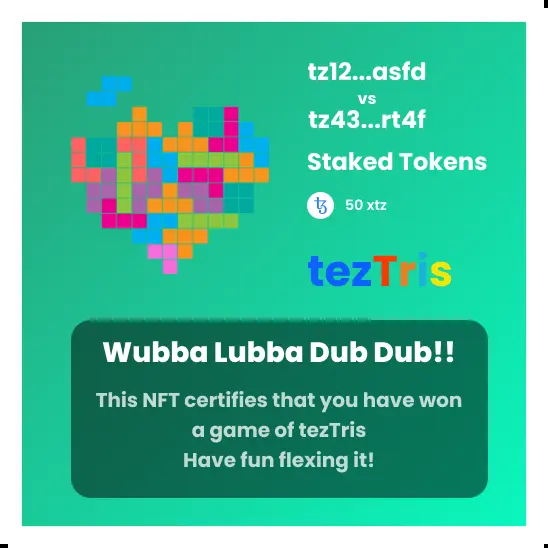 tz12...asfd
vs
tz43...rt4f
Staked Tokens
50 xtz
tezTris
Wubba Lubba Dub Dub!!
This NFT certifies that you have won
a game of tezTris
Have fun flexing it!